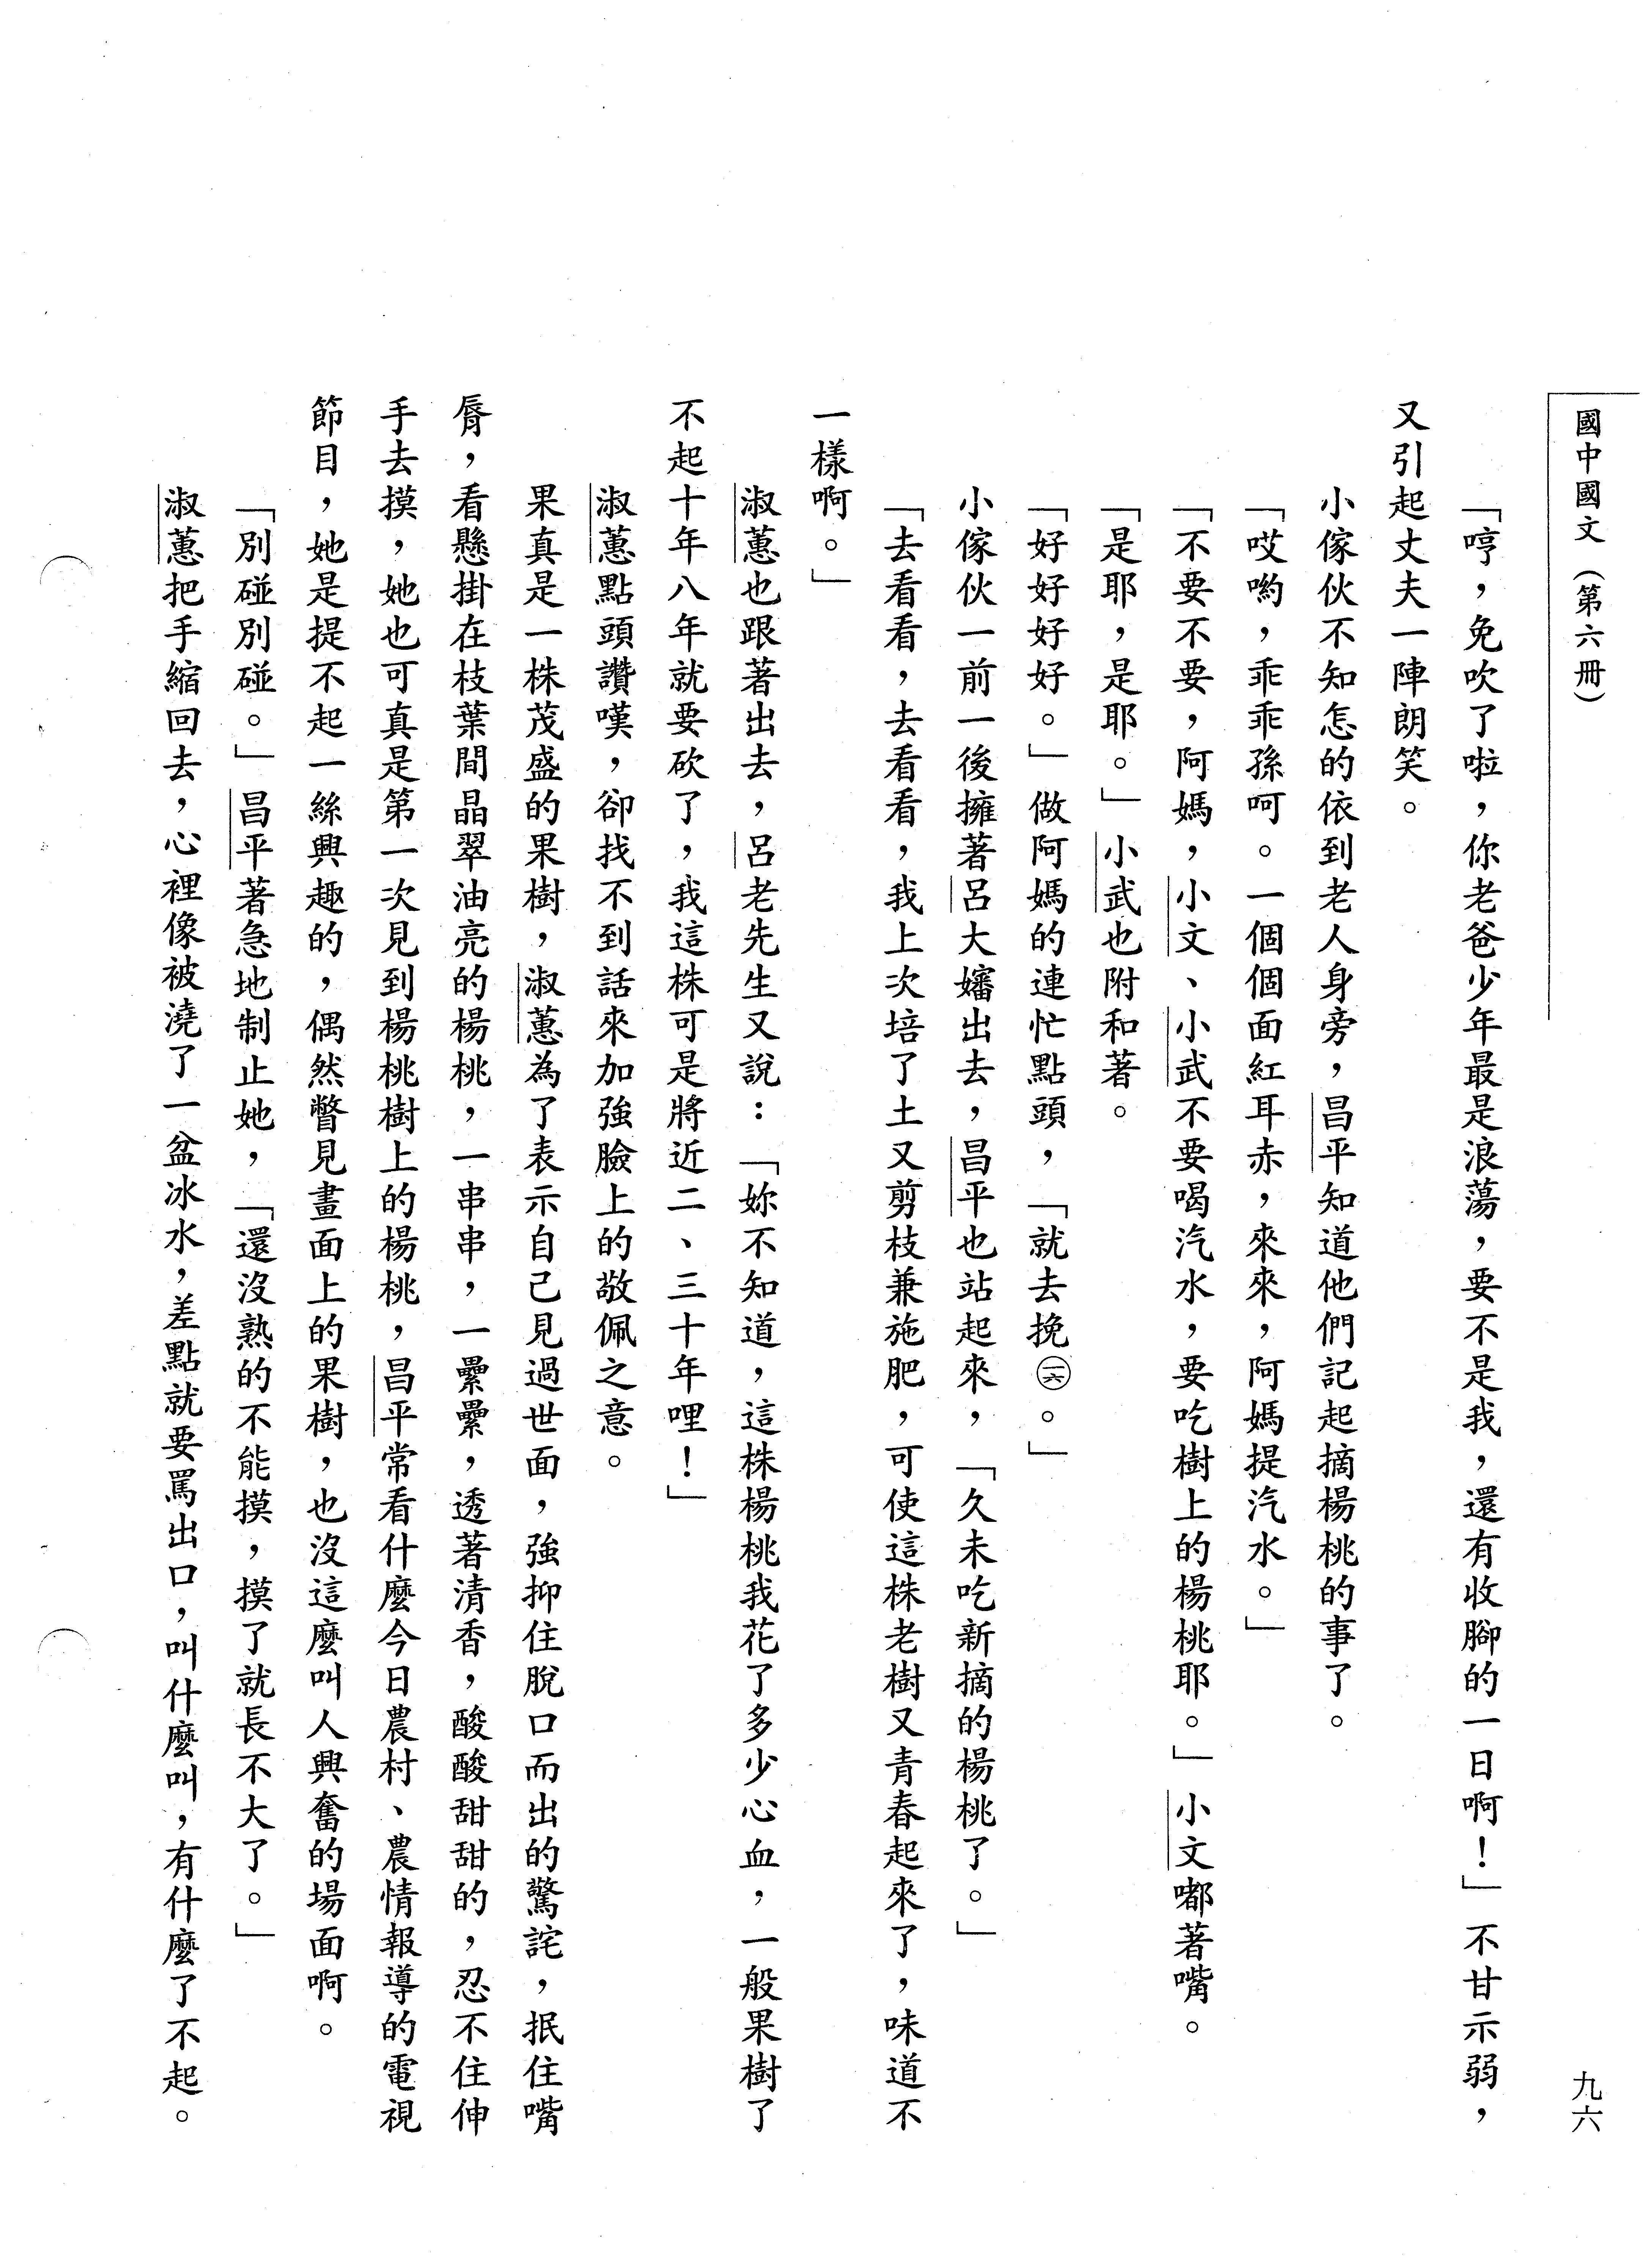 國中國文（第六冊）
九六
「哼，免吹了啦，你老爸少年最是浪蕩，要不是我，還有收腳的一日啊！」不甘示弱，
又引起丈夫一陣朗笑。
小傢伙不知怎的依到老人身旁，昌平知道他們記起摘楊桃的事了。
「哎喲，乖乖孫呵。一個個面紅耳赤，來來，阿媽提汽水。」
「不要不要，阿媽，小文、小武不要喝汽水，要吃樹上的楊桃耶。」小文嘟著嘴。
「是耶，是耶。」小武也附和著。
「好好好好。」做阿媽的連忙點頭，「就去挽㊀六。」
小傢伙一前一後擁著呂大嬸出去，昌平也站起來，「久未吃新摘的楊桃了。」
「去看看，去看看，我上次培了土又剪枝兼施肥，可使這株老樹又青春起來了，味道不
一樣啊。」
淑蕙也跟著出去，呂老先生又說：「妳不知道，這株楊桃我花了多少心血，一般果樹了
不起十年八年就要砍了，我這株可是將近二、三十年哩！」
淑蕙點頭讚嘆，卻找不到話來加強臉上的敬佩之意。
果真是一株茂盛的果樹，淑蕙為了表示自己見過世面，強抑住脫口而出的驚詫，抿住嘴
脣，看懸掛在枝葉間晶翠油亮的楊桃，一串串，一纍纍，透著清香，酸酸甜甜的，忍不住伸
手去摸，她也可真是第一次見到楊桃樹上的楊桃，昌平常看什麼今日農村、農情報導的電視
節目，她是提不起一絲興趣的，偶然瞥見畫面上的果樹，也沒這麼叫人興奮的場面啊。
「別碰別碰。」昌平著急地制止她，「還沒熟的不能摸，摸了就長不大了。」
淑蕙把手縮回去，心裡像被澆了一盆冰水，差點就要罵出口，叫什麼叫，有什麼了不起。